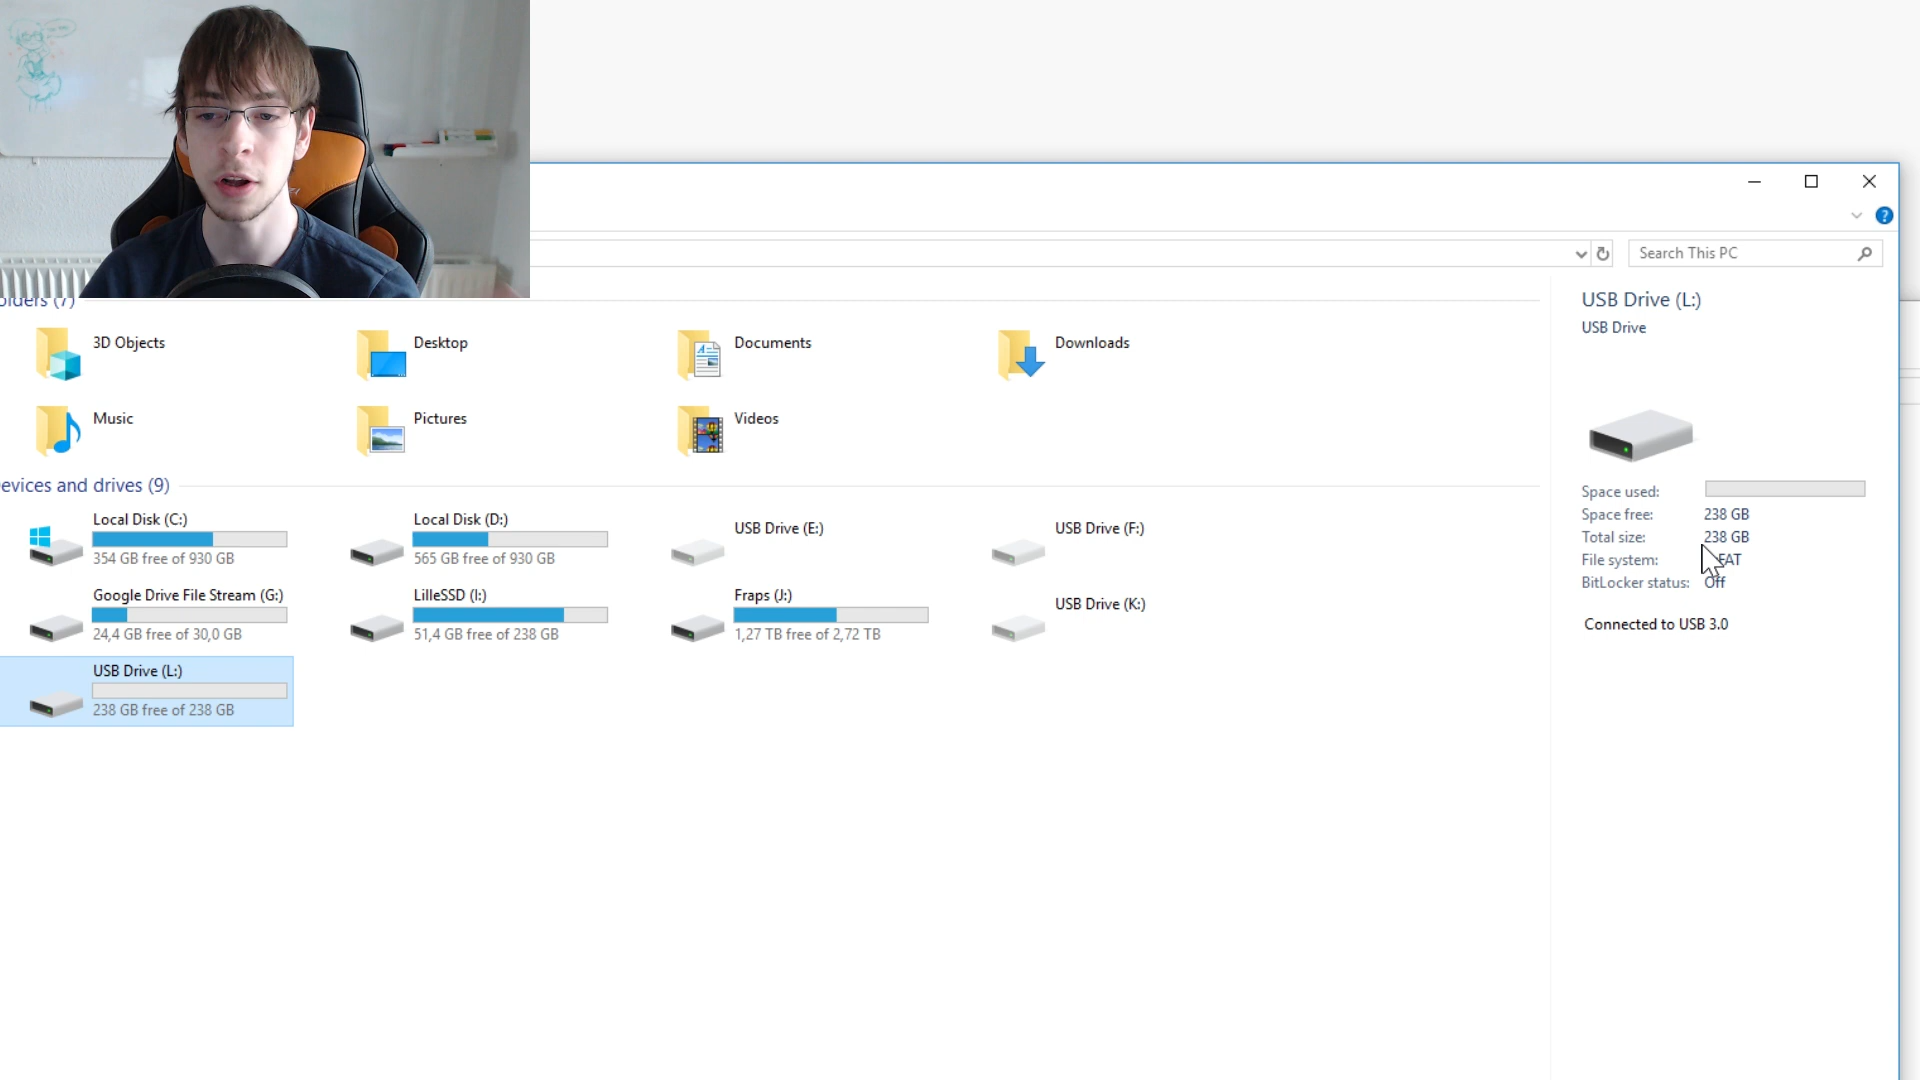 Search This PC
USB Drive (L:)
USB Drive
3D Objects
Desktop
Documents
Downloads
Music
Pictures
Videos
Space used:
Space free: 238 GB
Total size: 238 GB
File system: FAT
BitLocker status: Off
Connected to USB 3.0
evices and drives (9)
Local Disk (C:)
354 GB free of 930 GB
Local Disk (D:)
565 GB free of 930 GB
USB Drive (E:)
USB Drive (F:)
Google Drive File Stream (G:)
24,4 GB free of 30,0 GB
LilleSSD (I:)
51,4 GB free of 238 GB
Fraps (J:)
1,27 TB free of 2,72 TB
USB Drive (K:)
USB Drive (L:)
238 GB free of 238 GB